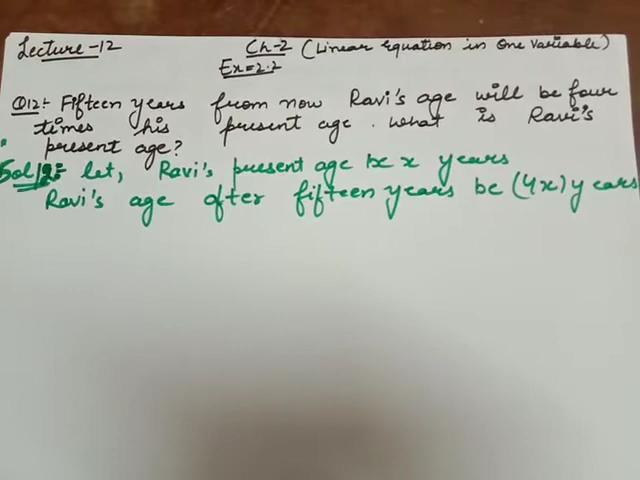 Lecture-12
Ch-2 (Linear Equation in One Variable)
Ex=2.2
Q12:- Fifteen years from now Ravi's age will be four
times his present age. What is Ravi's
present age?
Sol12:- let, Ravi's present age be x years
Ravi's age after fifteen years be (4x) years